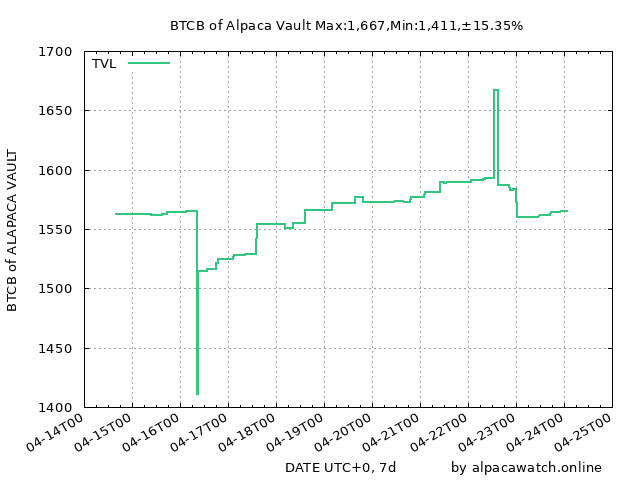 BTCB of Alpaca Vault Max:1,667,Min:1,411,±15.35%
TVL
1700
1650
1600
1550
1500
1450
1400
BTCB of ALAPACA VAULT
04-14T00
04-15T00
04-16T00
04-17T00
04-18T00
04-19T00
04-20T00
04-21T00
04-22T00
04-23T00
04-24T00
04-25T00
DATE UTC+0, 7d
by alpacawatch.online